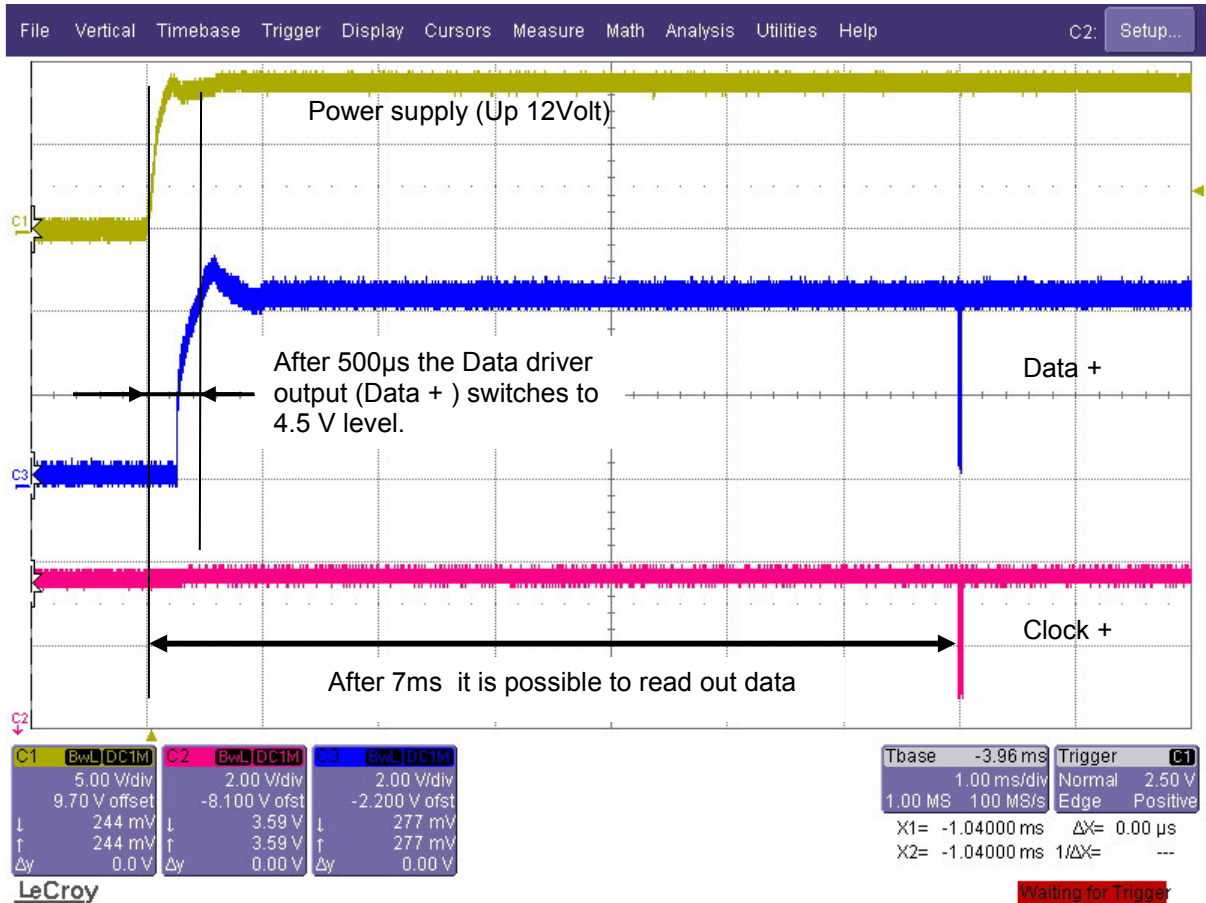 File Vertical Timebase Trigger Display Cursors Measure Math Analysis Utilities Help C2: Setup...
Power supply (Up 12Volt)
C1
After 500µs the Data driver
output (Data + ) switches to
4.5 V level.
Data +
C3
Clock +
After 7ms it is possible to read out data
C2
C1 BwL DC1M
5.00 V/div
9.70 V offset
↓ 244 mV
↑ 244 mV
Δy 0.0 V
C2 BwL DC1M
2.00 V/div
-8.100 V ofst
↓ 3.59 V
↑ 3.59 V
Δy 0.00 V
C3 BwL DC1M
2.00 V/div
-2.200 V ofst
↓ 277 mV
↑ 277 mV
Δy 0.00 V
Tbase -3.96 ms
1.00 ms/div
1.00 MS 100 MS/s
Trigger C1
Normal 2.50 V
Edge Positive
X1= -1.04000 ms ΔX= 0.00 µs
X2= -1.04000 ms 1/ΔX= ---
LeCroy
Waiting for Trigger